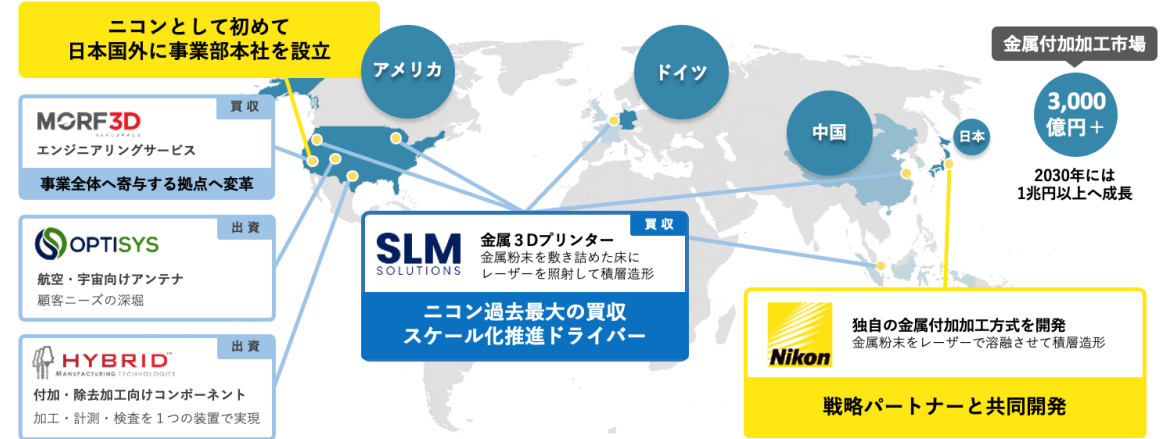 ニコンとして初めて
日本国外に事業部本社を設立
アメリカ
ドイツ
中国
日本
金属付加加工市場
3,000
億円＋
2030年には
1兆円以上へ成長
買収
MORF3D
AEROSPACE
エンジニアリングサービス
事業全体へ寄与する拠点へ変革
出資
OPTISYS
航空・宇宙向けアンテナ
顧客ニーズの深堀
出資
HYBRID™
MANUFACTURING TECHNOLOGIES
付加・除去加工向けコンポーネント
加工・計測・検査を１つの装置で実現
買収
SLM
SOLUTIONS
金属３Dプリンター
金属粉末を敷き詰めた床に
レーザーを照射して積層造形
ニコン過去最大の買収
スケール化推進ドライバー
Nikon
独自の金属付加加工方式を開発
金属粉末をレーザーで溶融させて積層造形
戦略パートナーと共同開発